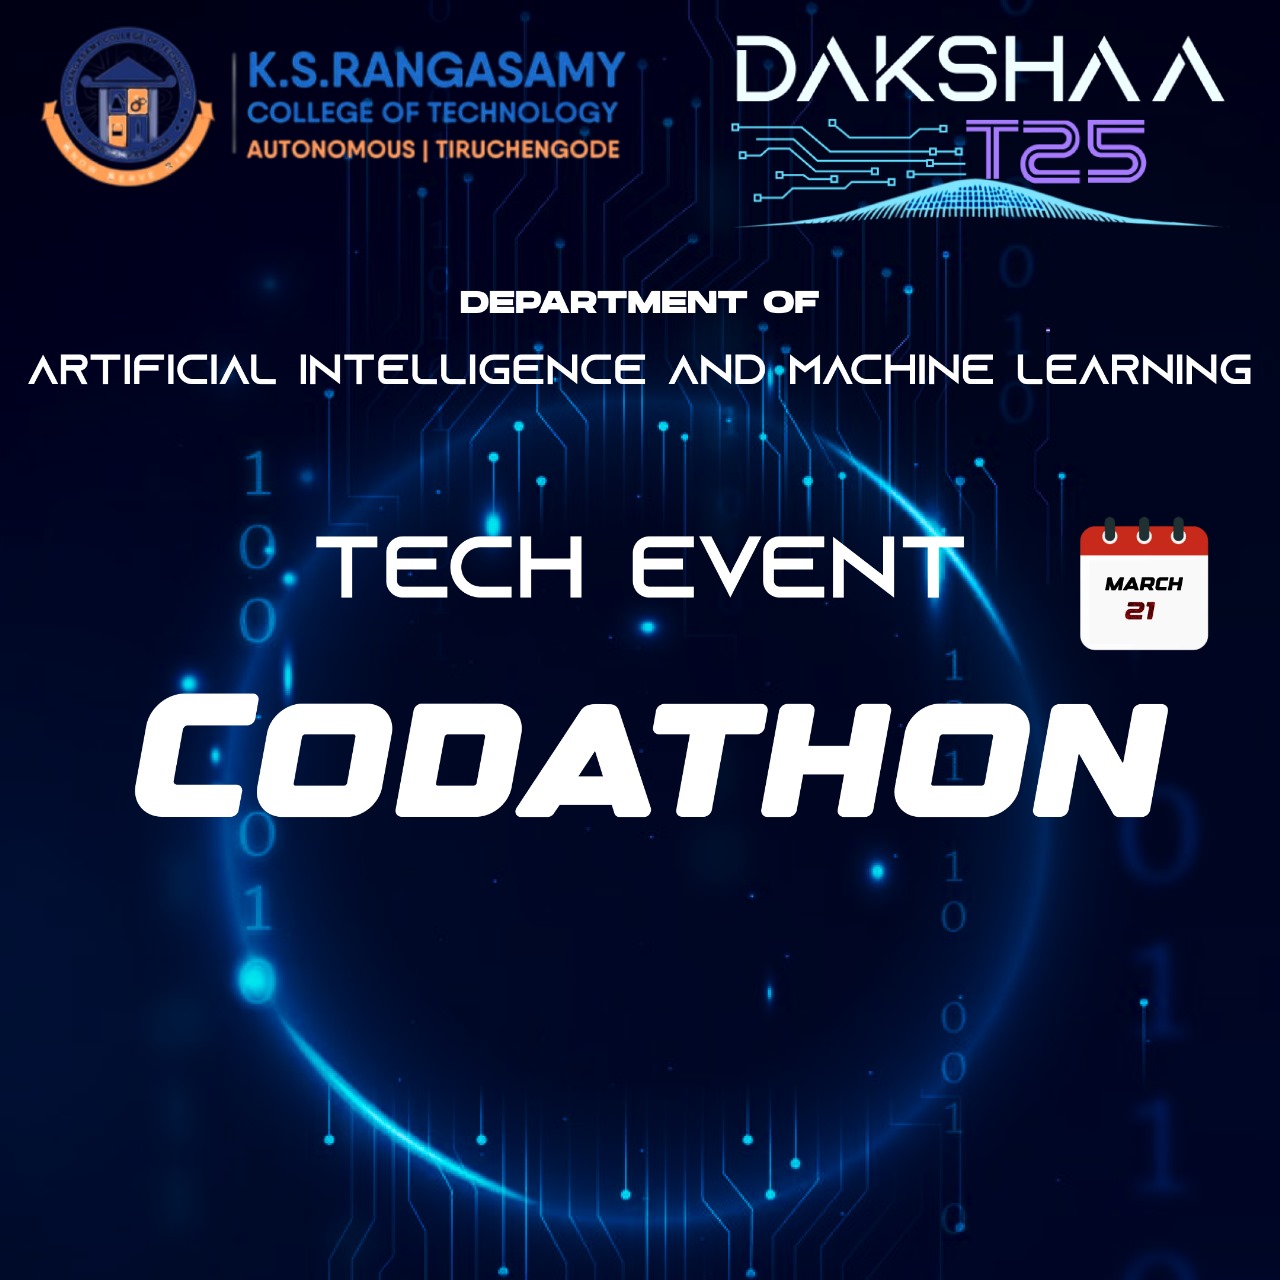 K.S.RANGASAMY
COLLEGE OF TECHNOLOGY
AUTONOMOUS | TIRUCHENGODE
DAKSHAA
T25
DEPARTMENT OF
ARTIFICIAL INTELLIGENCE AND MACHINE LEARNING
TECH EVENT
MARCH
21
CODATHON